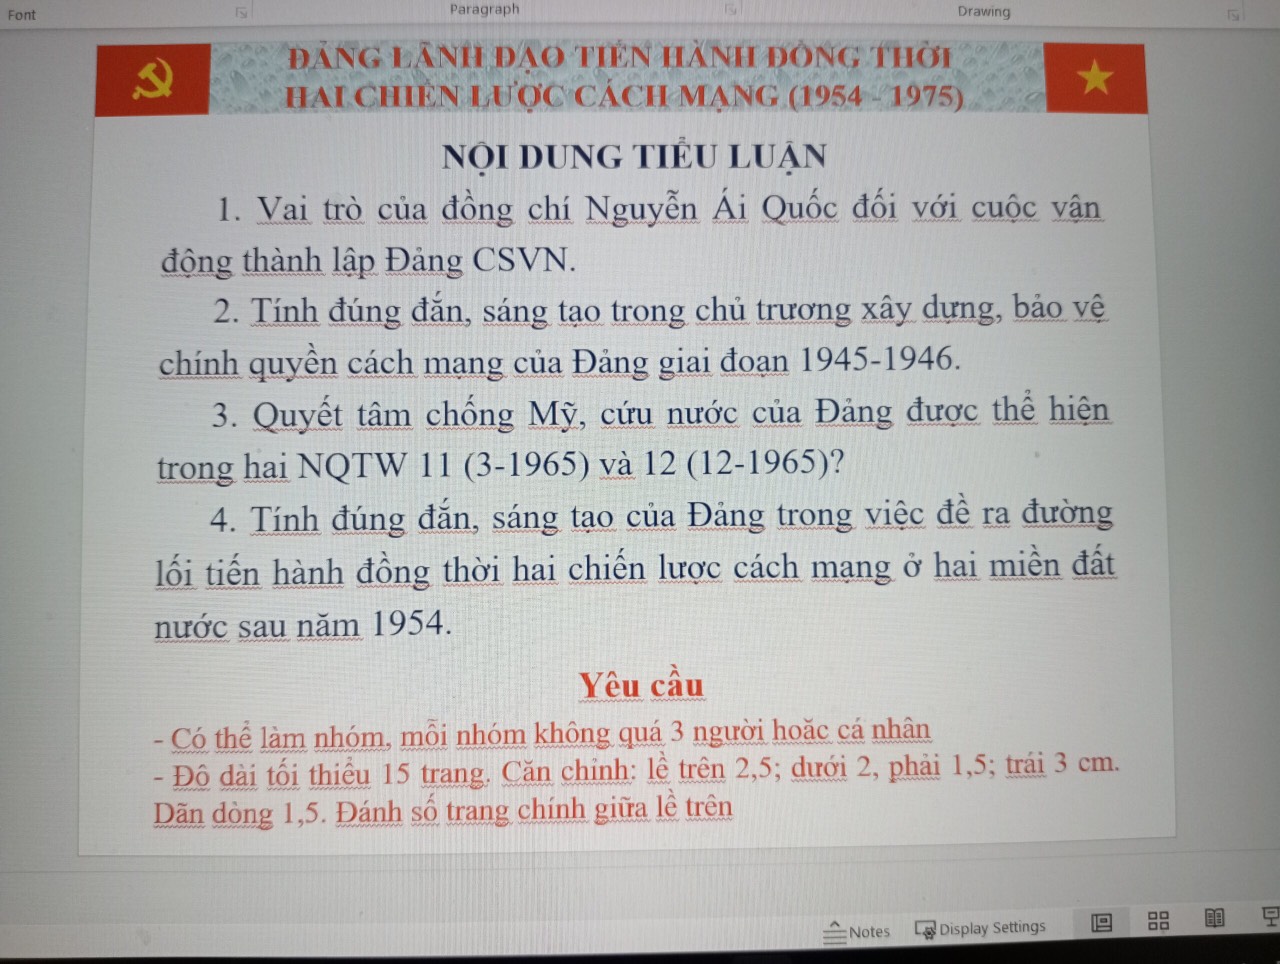 Font
Paragraph
Drawing
ĐẢNG LÃNH ĐẠO TIẾN HÀNH ĐỒNG THỜI
HAI CHIẾN LƯỢC CÁCH MẠNG (1954 - 1975)
NỘI DUNG TIỂU LUẬN
1. Vai trò của đồng chí Nguyễn Ái Quốc đối với cuộc vận
động thành lập Đảng CSVN.
2. Tính đúng đắn, sáng tạo trong chủ trương xây dựng, bảo vệ
chính quyền cách mạng của Đảng giai đoạn 1945-1946.
3. Quyết tâm chống Mỹ, cứu nước của Đảng được thể hiện
trong hai NQTW 11 (3-1965) và 12 (12-1965)?
4. Tính đúng đắn, sáng tạo của Đảng trong việc đề ra đường
lối tiến hành đồng thời hai chiến lược cách mạng ở hai miền đất
nước sau năm 1954.
Yêu cầu
- Có thể làm nhóm, mỗi nhóm không quá 3 người hoặc cá nhân
- Độ dài tối thiểu 15 trang. Căn chỉnh: lề trên 2,5; dưới 2, phải 1,5; trái 3 cm.
Dãn dòng 1,5. Đánh số trang chính giữa lề trên
Notes
Display Settings